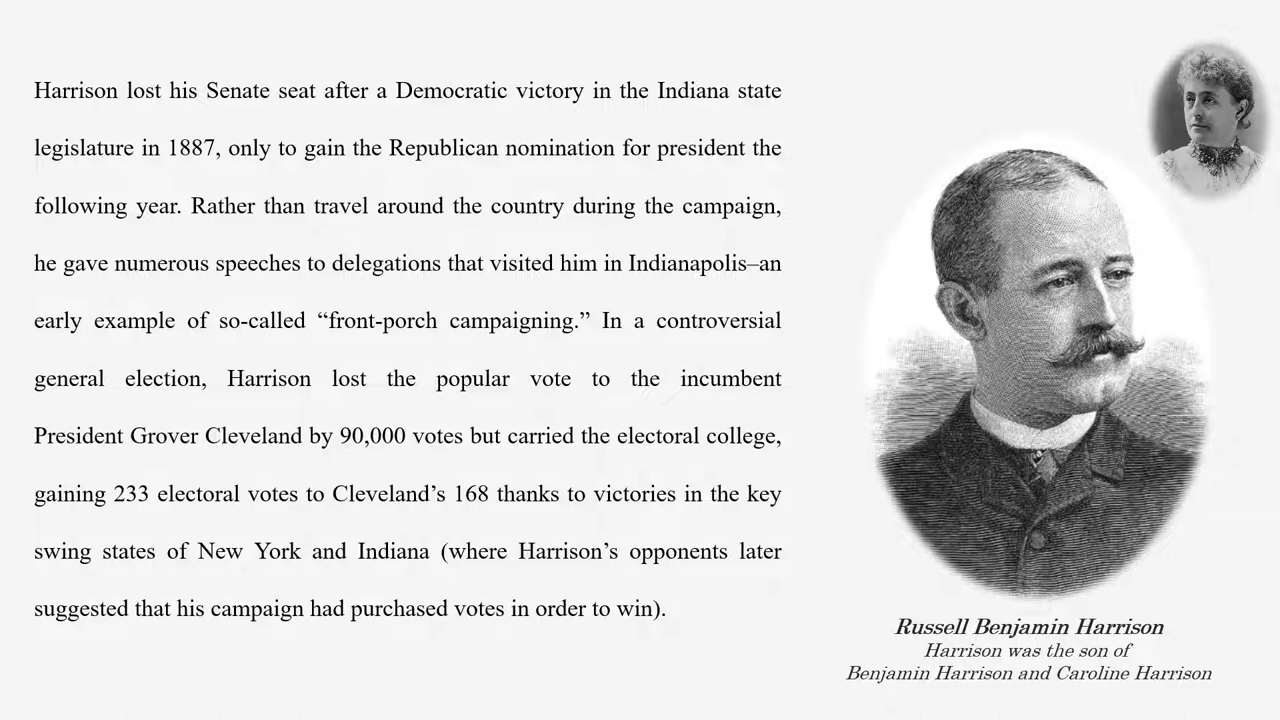 Harrison lost his Senate seat after a Democratic victory in the Indiana state
legislature in 1887, only to gain the Republican nomination for president the
following year. Rather than travel around the country during the campaign,
he gave numerous speeches to delegations that visited him in Indianapolis–an
early example of so-called “front-porch campaigning.” In a controversial
general election, Harrison lost the popular vote to the incumbent
President Grover Cleveland by 90,000 votes but carried the electoral college,
gaining 233 electoral votes to Cleveland’s 168 thanks to victories in the key
swing states of New York and Indiana (where Harrison’s opponents later
suggested that his campaign had purchased votes in order to win).
Russell Benjamin Harrison
Harrison was the son of
Benjamin Harrison and Caroline Harrison